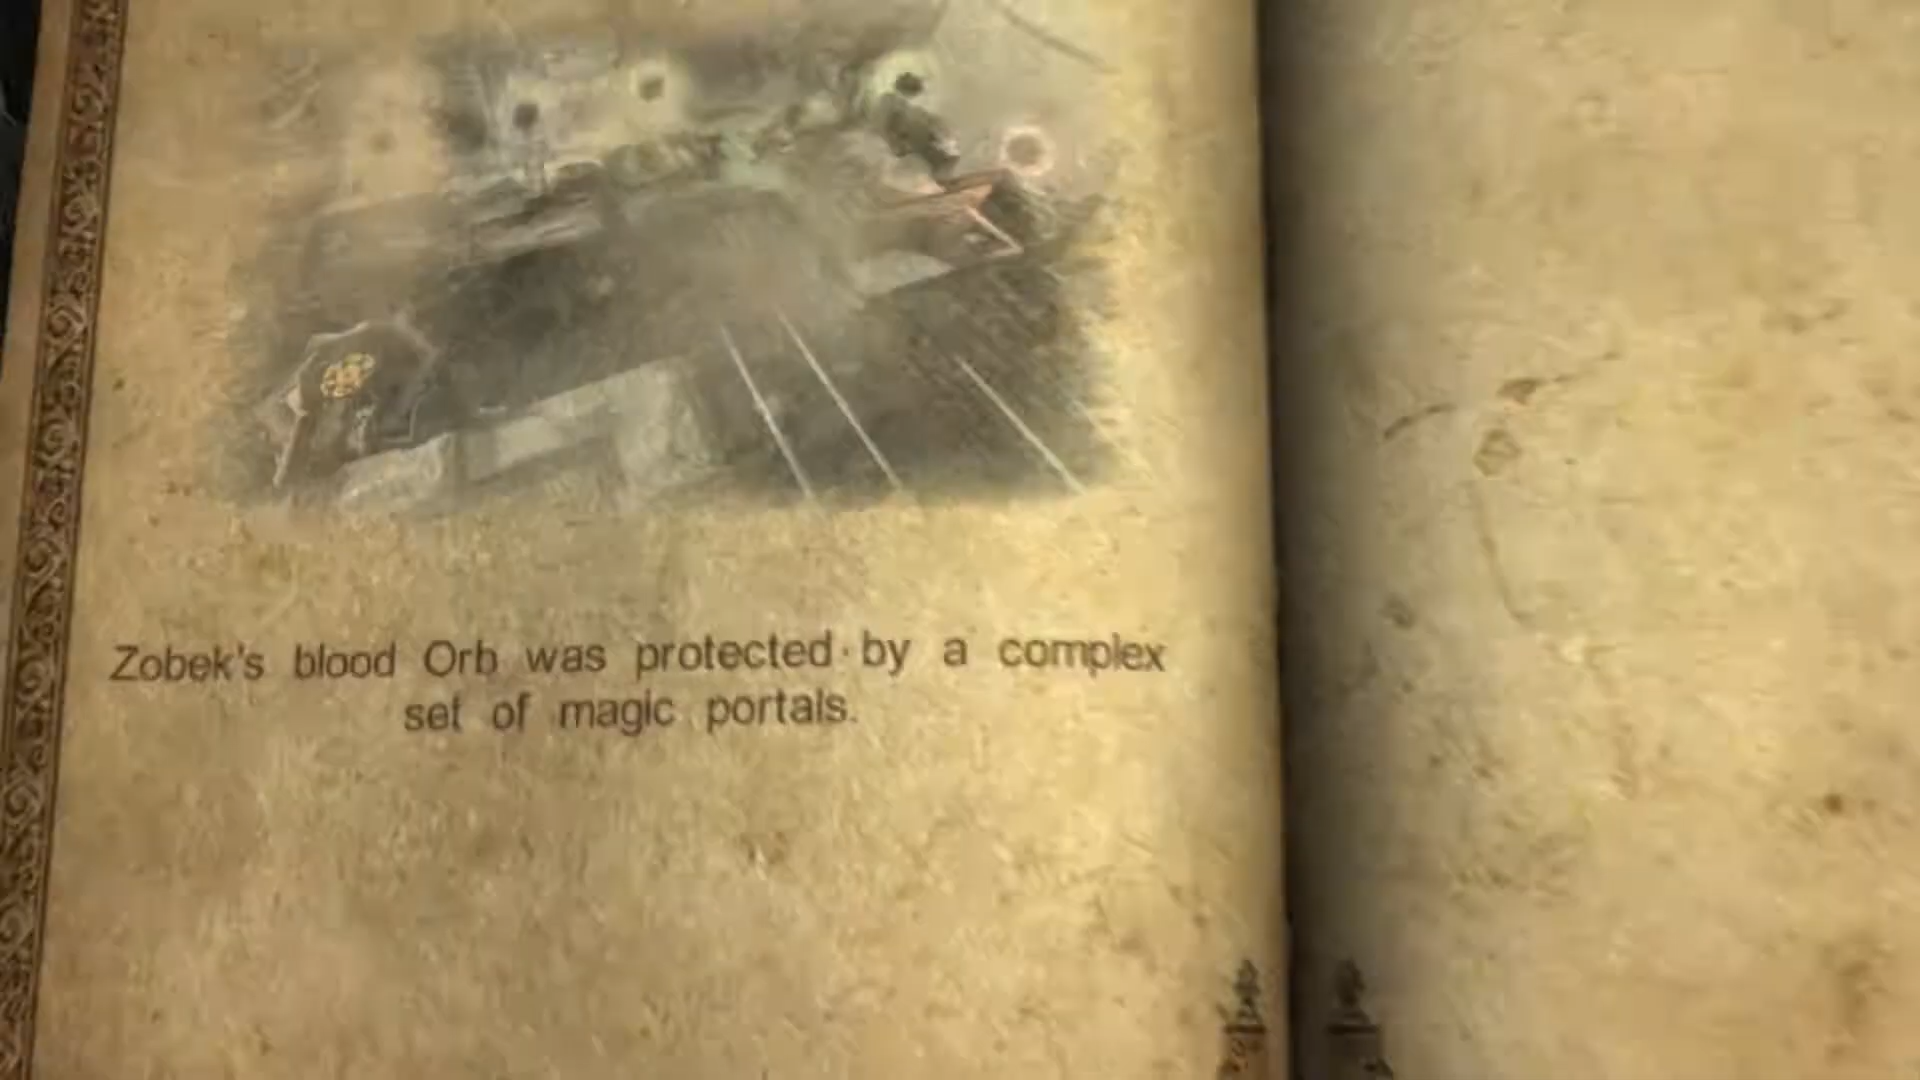 Zobek's blood Orb was protected by a complex
set of magic portals.